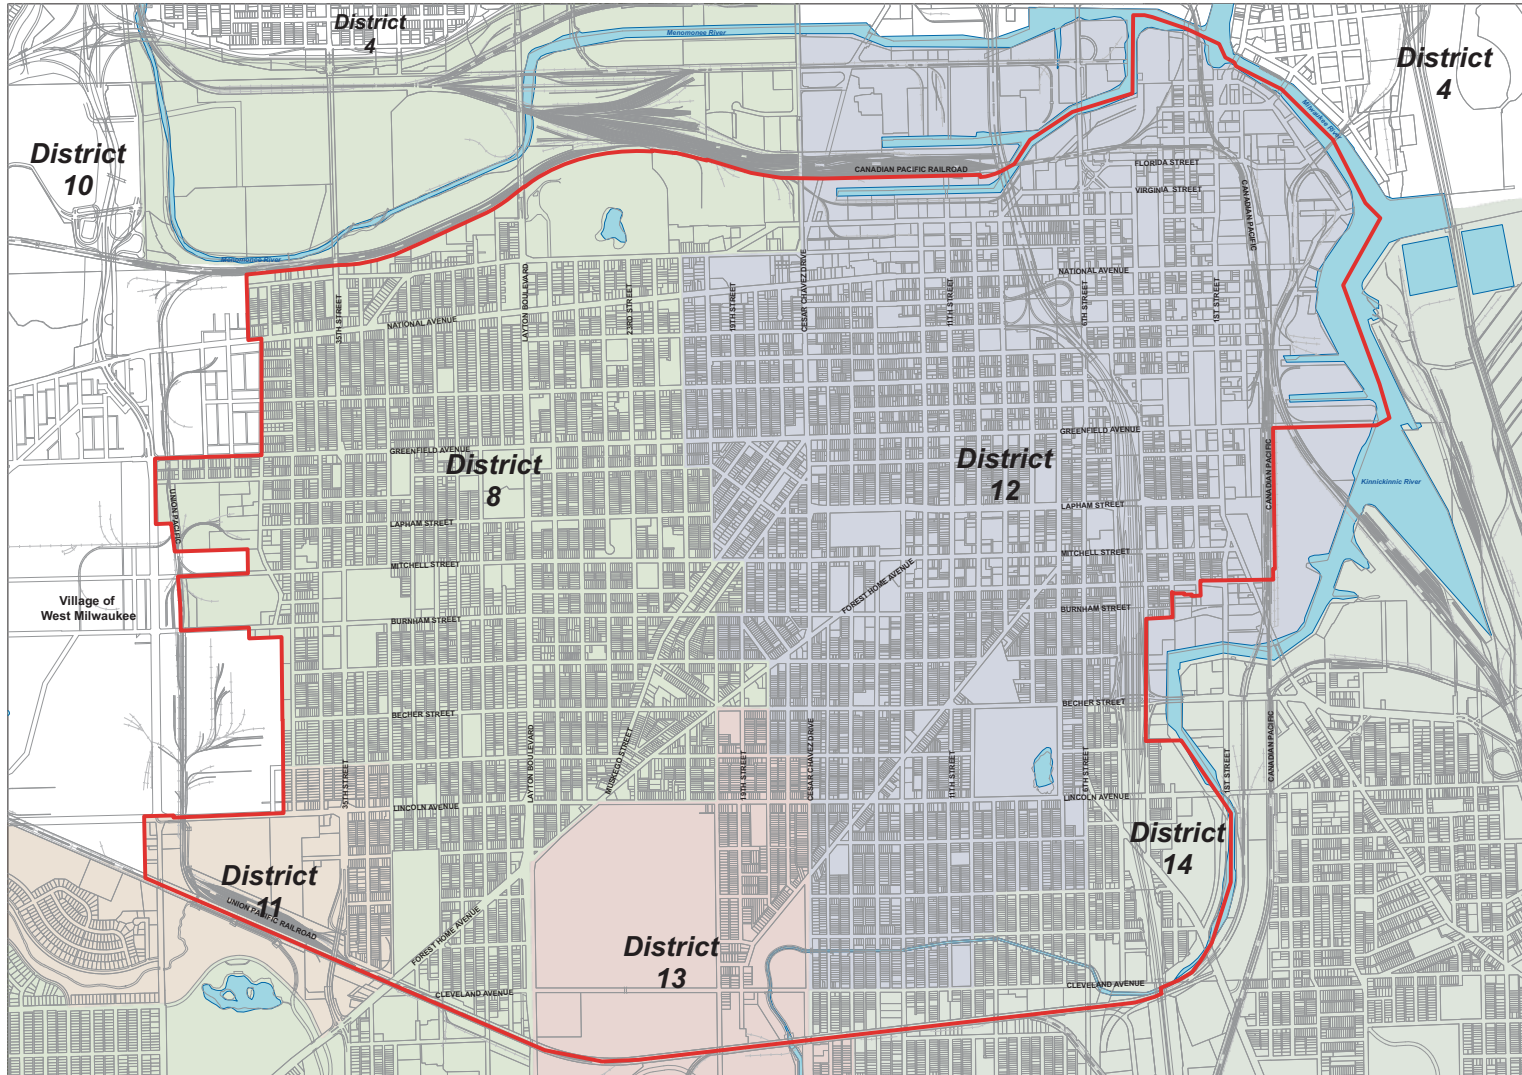 District
4
Menomonee River
District
4
Milwaukee River
District
10
CANADIAN PACIFIC RAILROAD
FLORIDA STREET
VIRGINIA STREET
CANADIAN PACIFIC
Menomonee River
NATIONAL AVENUE
LAYTON BOULEVARD
23RD STREET
19TH STREET
CESAR CHAVEZ DRIVE
11TH STREET
6TH STREET
1ST STREET
35TH STREET
NATIONAL AVENUE
GREENFIELD AVENUE
GREENFIELD AVENUE
District
8
District
12
CANADIAN PACIFIC
Kinnickinnic River
UNION PACIFIC
LAPHAM STREET
LAPHAM STREET
MITCHELL STREET
MITCHELL STREET
FOREST HOME AVENUE
Village of
West Milwaukee
BURNHAM STREET
BURNHAM STREET
BECHER STREET
BECHER STREET
LAYTON BOULEVARD
MUSKEGO STREET
19TH STREET
CESAR CHAVEZ DRIVE
11TH STREET
6TH STREET
1ST STREET
CANADIAN PACIFIC
35TH STREET
LINCOLN AVENUE
LINCOLN AVENUE
District
14
District
11
UNION PACIFIC RAILROAD
FOREST HOME AVENUE
District
13
CLEVELAND AVENUE
CLEVELAND AVENUE